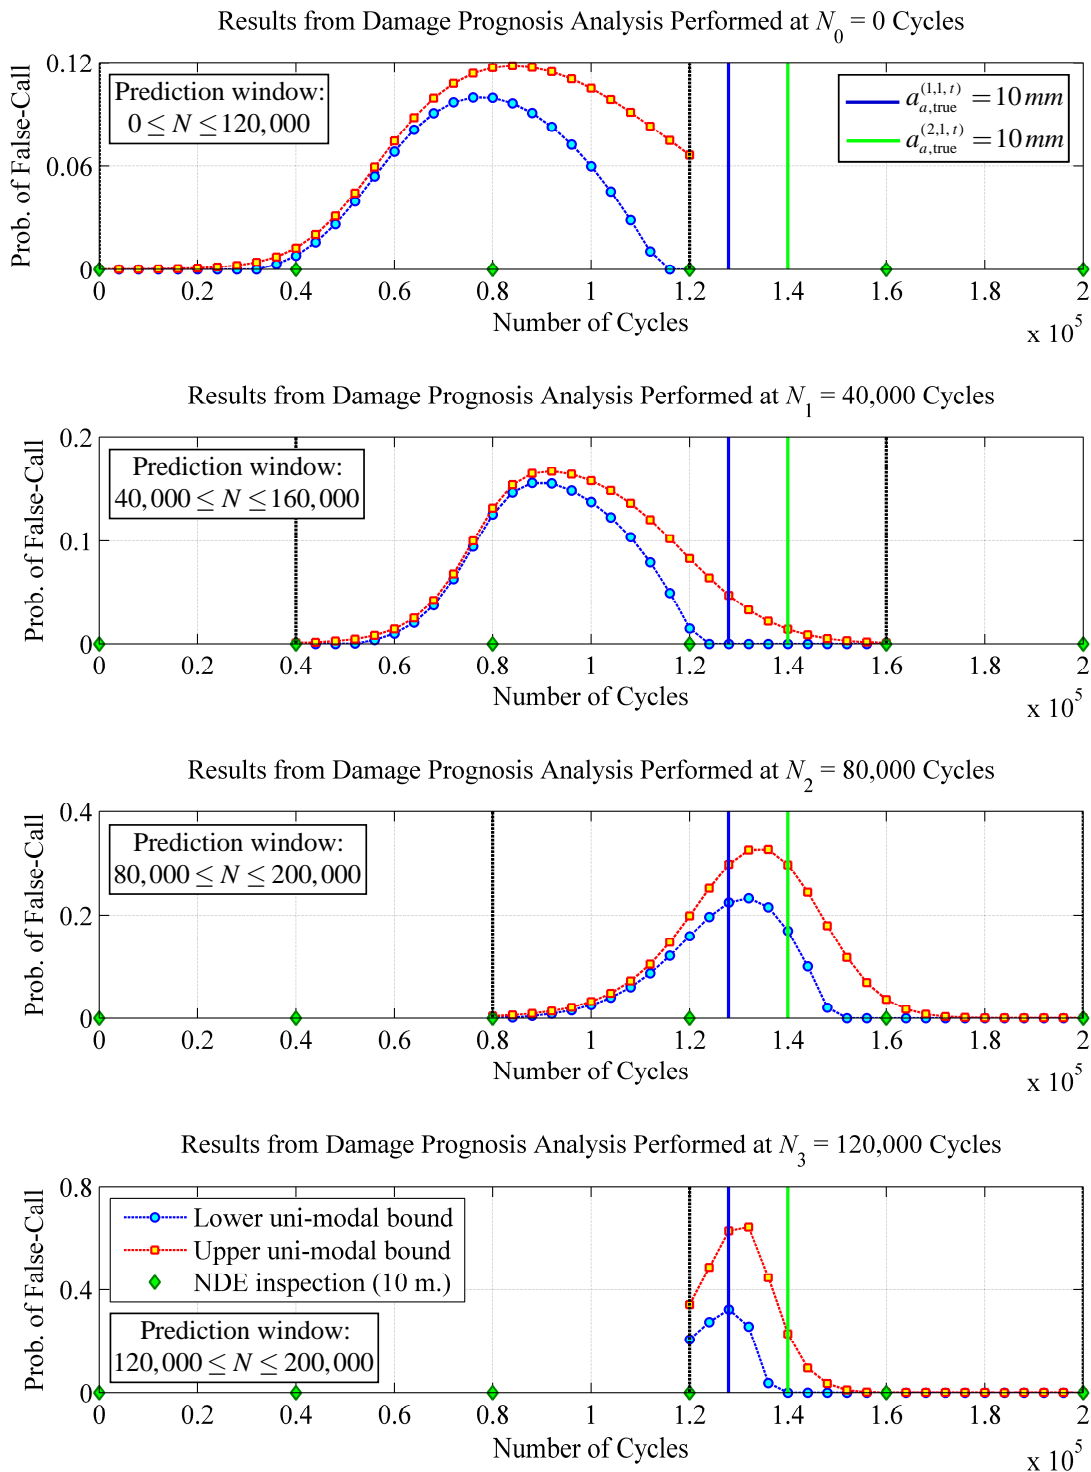 Results from Damage Prognosis Analysis Performed at N₀ = 0 Cycles
Prob. of False-Call
0.12
0.06
0
Prediction window:
0 ≤ N ≤ 120,000
a_{a,true}^{(1,1,t)} = 10 mm
a_{a,true}^{(2,1,t)} = 10 mm
0 0.2 0.4 0.6 0.8 1 1.2 1.4 1.6 1.8 2
Number of Cycles
x 10⁵
Results from Damage Prognosis Analysis Performed at N₁ = 40,000 Cycles
Prob. of False-Call
0.2
0.1
0
Prediction window:
40,000 ≤ N ≤ 160,000
0 0.2 0.4 0.6 0.8 1 1.2 1.4 1.6 1.8 2
Number of Cycles
x 10⁵
Results from Damage Prognosis Analysis Performed at N₂ = 80,000 Cycles
Prob. of False-Call
0.4
0.2
0
Prediction window:
80,000 ≤ N ≤ 200,000
0 0.2 0.4 0.6 0.8 1 1.2 1.4 1.6 1.8 2
Number of Cycles
x 10⁵
Results from Damage Prognosis Analysis Performed at N₃ = 120,000 Cycles
Prob. of False-Call
0.8
0.4
0
Lower uni-modal bound
Upper uni-modal bound
NDE inspection (10 m.)
Prediction window:
120,000 ≤ N ≤ 200,000
0 0.2 0.4 0.6 0.8 1 1.2 1.4 1.6 1.8 2
Number of Cycles
x 10⁵